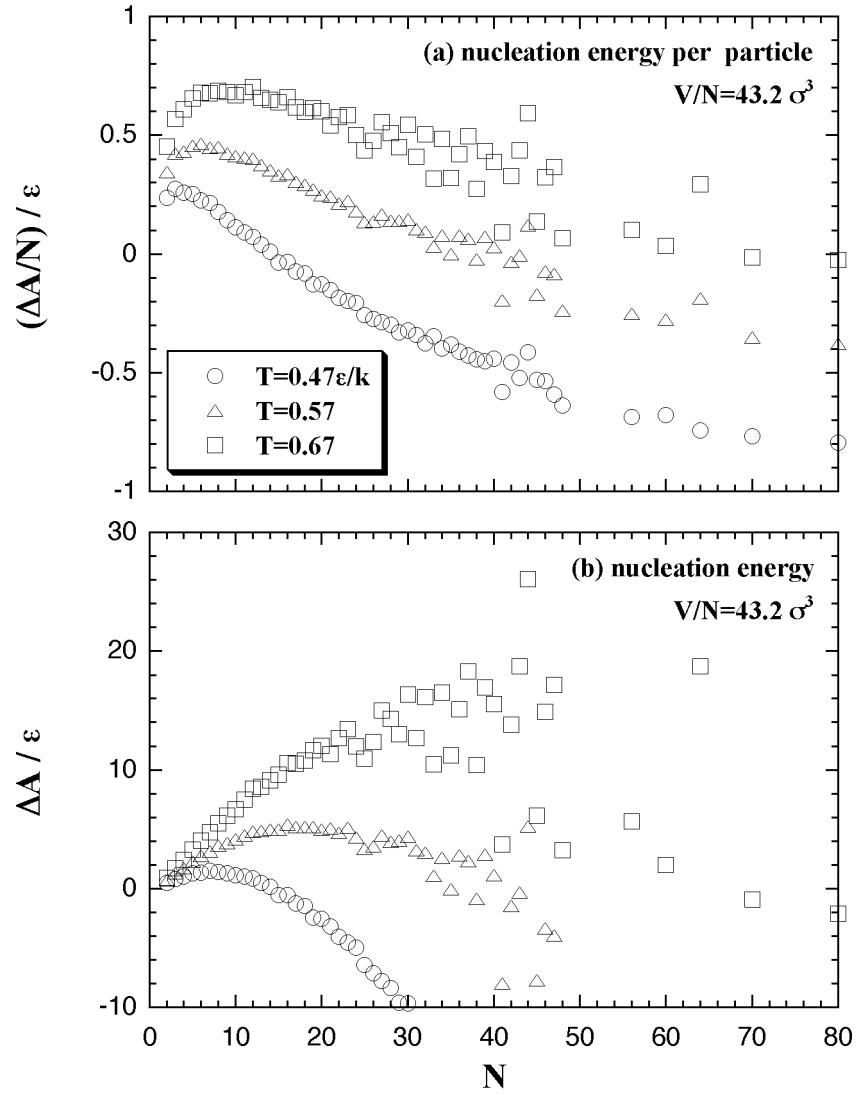 1
(a) nucleation energy per particle
V/N=43.2 σ³
0.5
(ΔA/N) / ε
0
-0.5
T=0.47ε/k
T=0.57
T=0.67
-1
30
(b) nucleation energy
V/N=43.2 σ³
20
ΔA / ε
10
0
-10
0 10 20 30 40 50 60 70 80
N